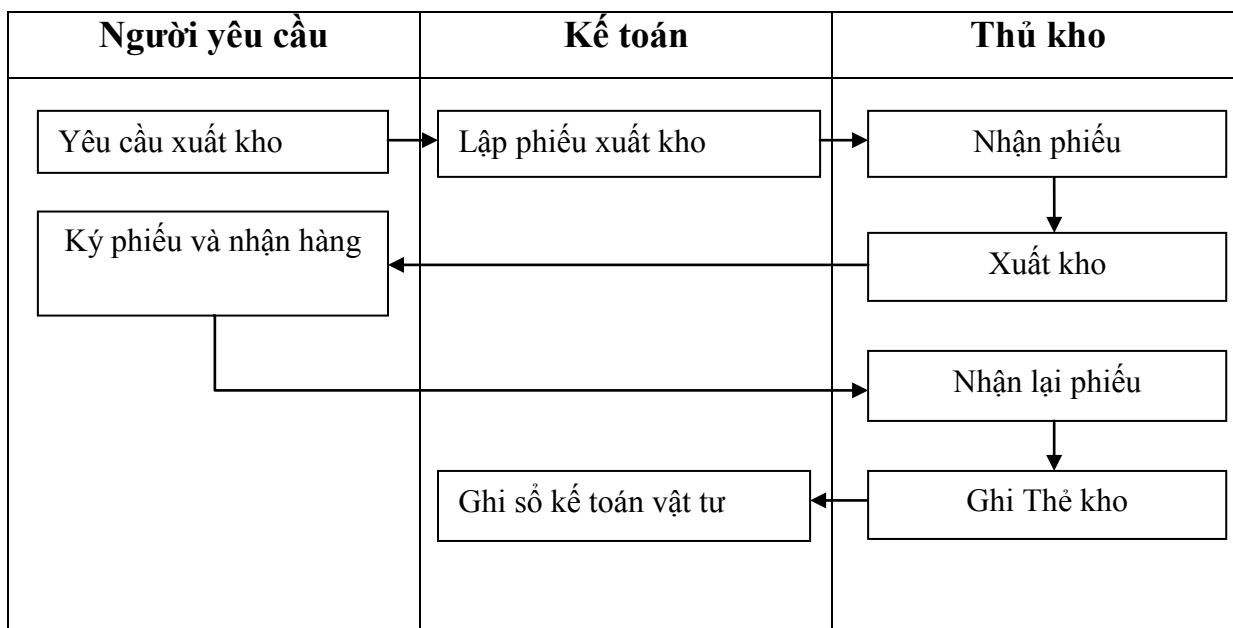 Người yêu cầu
Kế toán
Thủ kho
Yêu cầu xuất kho
Lập phiếu xuất kho
Nhận phiếu
Ký phiếu và nhận hàng
Xuất kho
Nhận lại phiếu
Ghi sổ kế toán vật tư
Ghi Thẻ kho